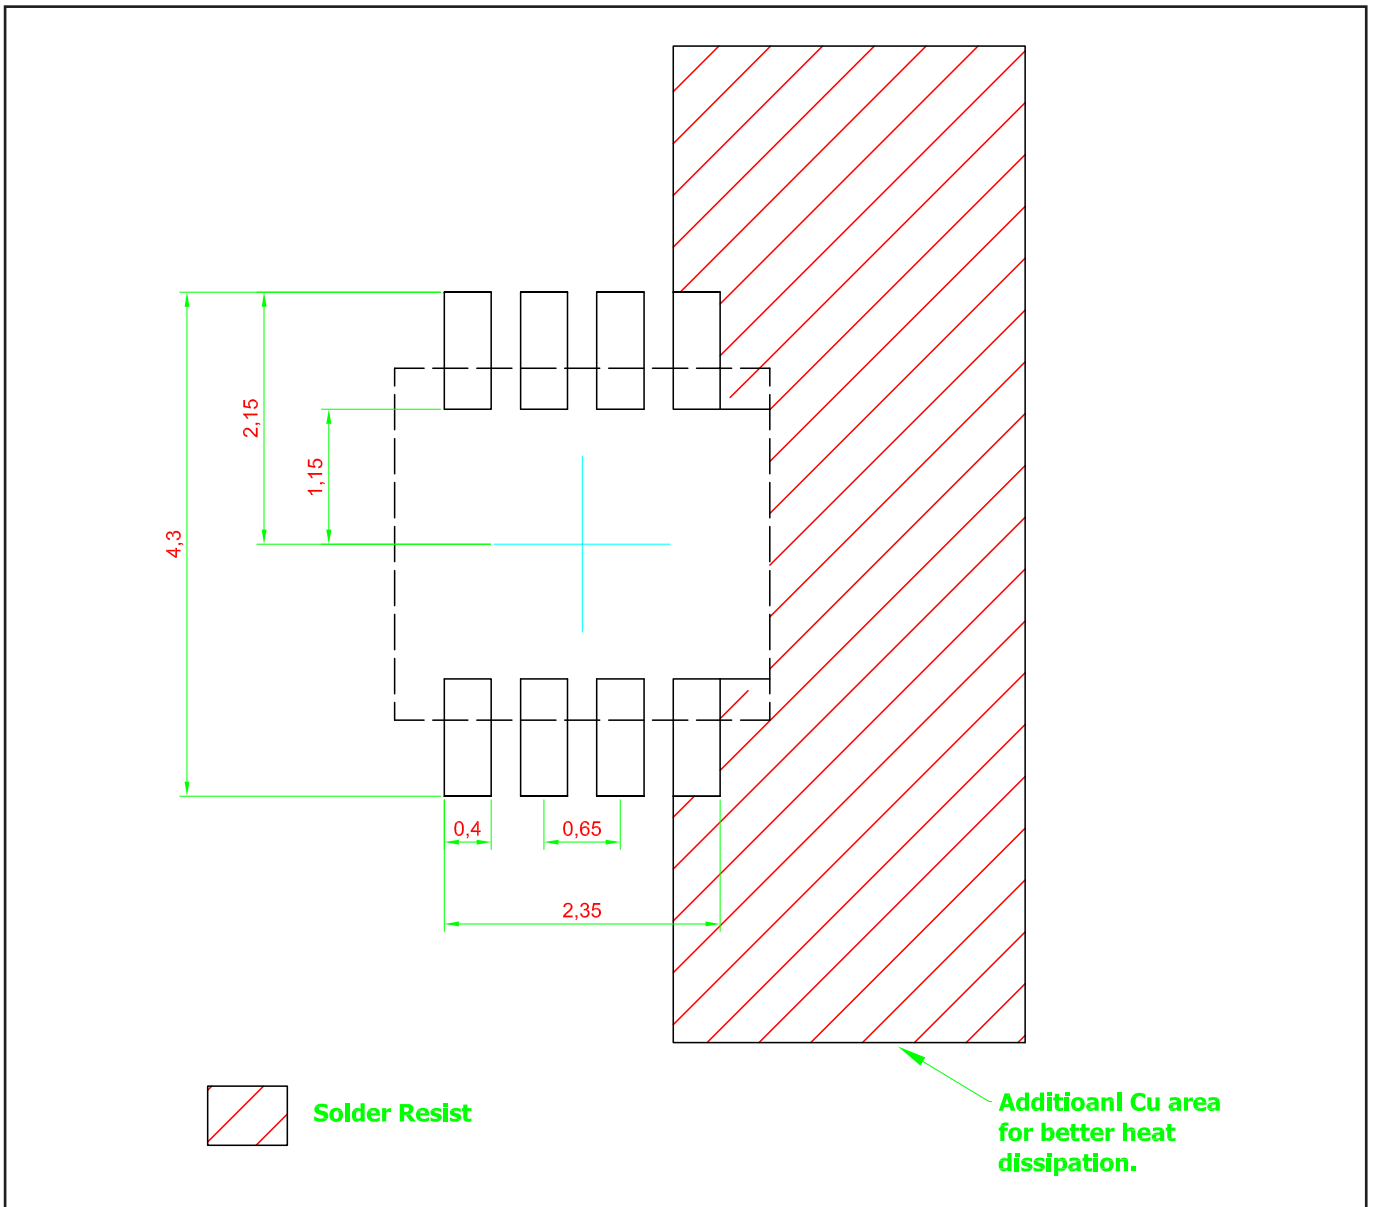 2,15
1,15
4,3
0,4
0,65
2,35
Solder Resist
Additioanl Cu area
for better heat
dissipation.